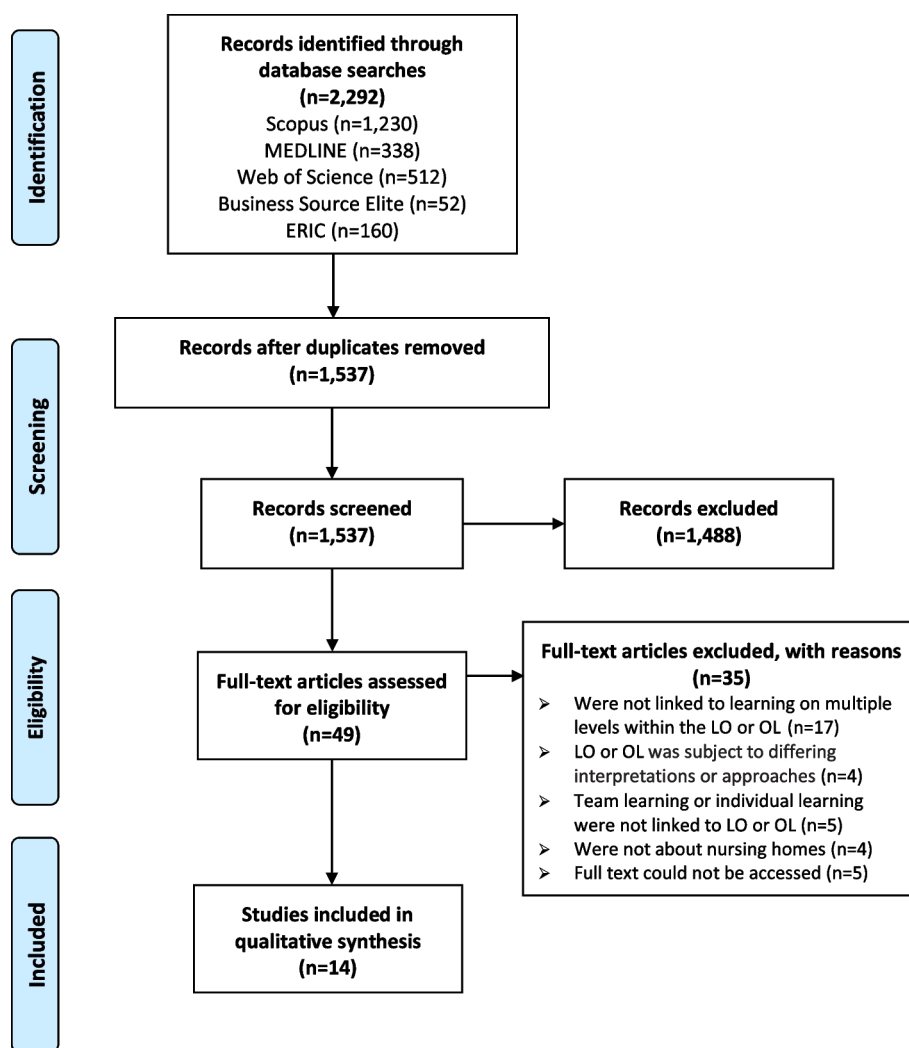 Identification
Records identified through
database searches
(n=2,292)
Scopus (n=1,230)
MEDLINE (n=338)
Web of Science (n=512)
Business Source Elite (n=52)
ERIC (n=160)
Screening
Records after duplicates removed
(n=1,537)
Records screened
(n=1,537)
Records excluded
(n=1,488)
Eligibility
Full-text articles assessed
for eligibility
(n=49)
Full-text articles excluded, with reasons
(n=35)
➢ Were not linked to learning on multiple
levels within the LO or OL (n=17)
➢ LO or OL was subject to differing
interpretations or approaches (n=4)
➢ Team learning or individual learning
were not linked to LO or OL (n=5)
➢ Were not about nursing homes (n=4)
➢ Full text could not be accessed (n=5)
Included
Studies included in
qualitative synthesis
(n=14)